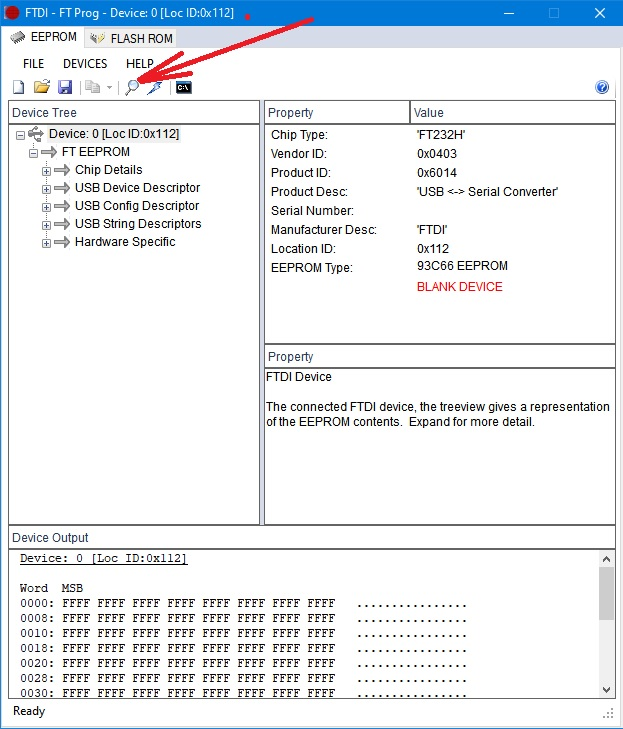 FTDI - FT Prog - Device: 0 [Loc ID:0x112]
EEPROM FLASH ROM
FILE DEVICES HELP
C:\
?
Device Tree
Device: 0 [Loc ID:0x112]
FT EEPROM
Chip Details
USB Device Descriptor
USB Config Descriptor
USB String Descriptors
Hardware Specific
Property Value
Chip Type: 'FT232H'
Vendor ID: 0x0403
Product ID: 0x6014
Product Desc: 'USB <-> Serial Converter'
Serial Number:
Manufacturer Desc: 'FTDI'
Location ID: 0x112
EEPROM Type: 93C66 EEPROM
BLANK DEVICE
Property
FTDI Device
The connected FTDI device, the treeview gives a representation
of the EEPROM contents. Expand for more detail.
Device Output
Device: 0 [Loc ID:0x112]
Word MSB
0000: FFFF FFFF FFFF FFFF FFFF FFFF FFFF FFFF ................
0008: FFFF FFFF FFFF FFFF FFFF FFFF FFFF FFFF ................
0010: FFFF FFFF FFFF FFFF FFFF FFFF FFFF FFFF ................
0018: FFFF FFFF FFFF FFFF FFFF FFFF FFFF FFFF ................
0020: FFFF FFFF FFFF FFFF FFFF FFFF FFFF FFFF ................
0028: FFFF FFFF FFFF FFFF FFFF FFFF FFFF FFFF ................
0030: FFFF FFFF FFFF FFFF FFFF FFFF FFFF FFFF ................
Ready